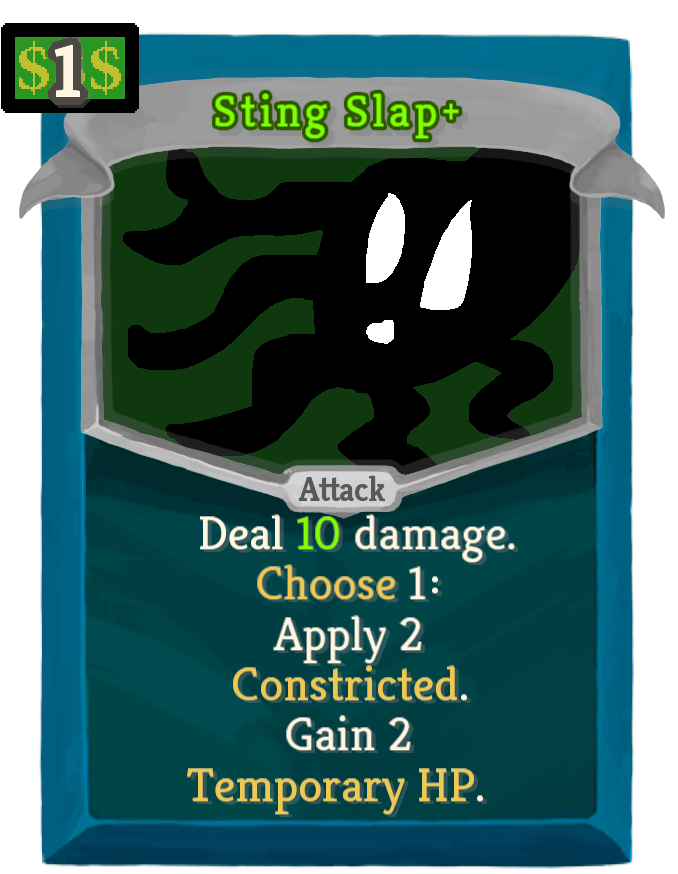 $1$
Sting Slap+
Attack
Deal 10 damage.
Choose 1:
Apply 2
Constricted.
Gain 2
Temporary HP.